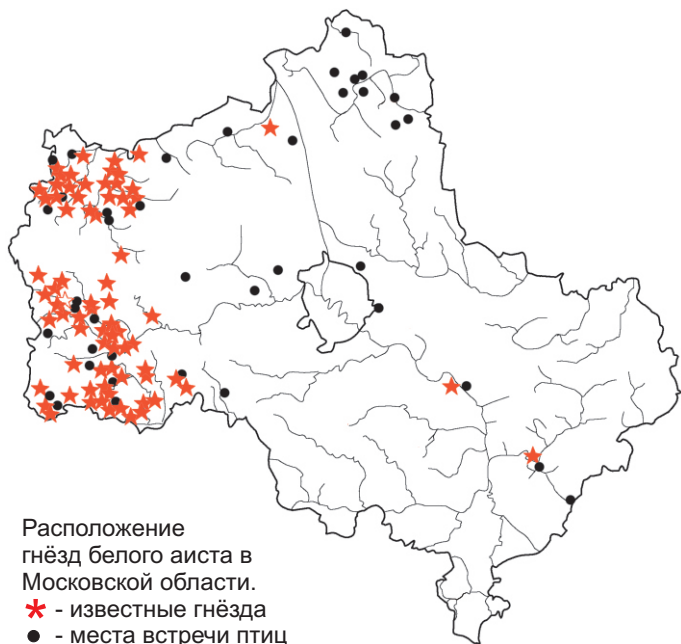 Расположение
гнёзд белого аиста в
Московской области.
- известные гнёзда
- места встречи птиц